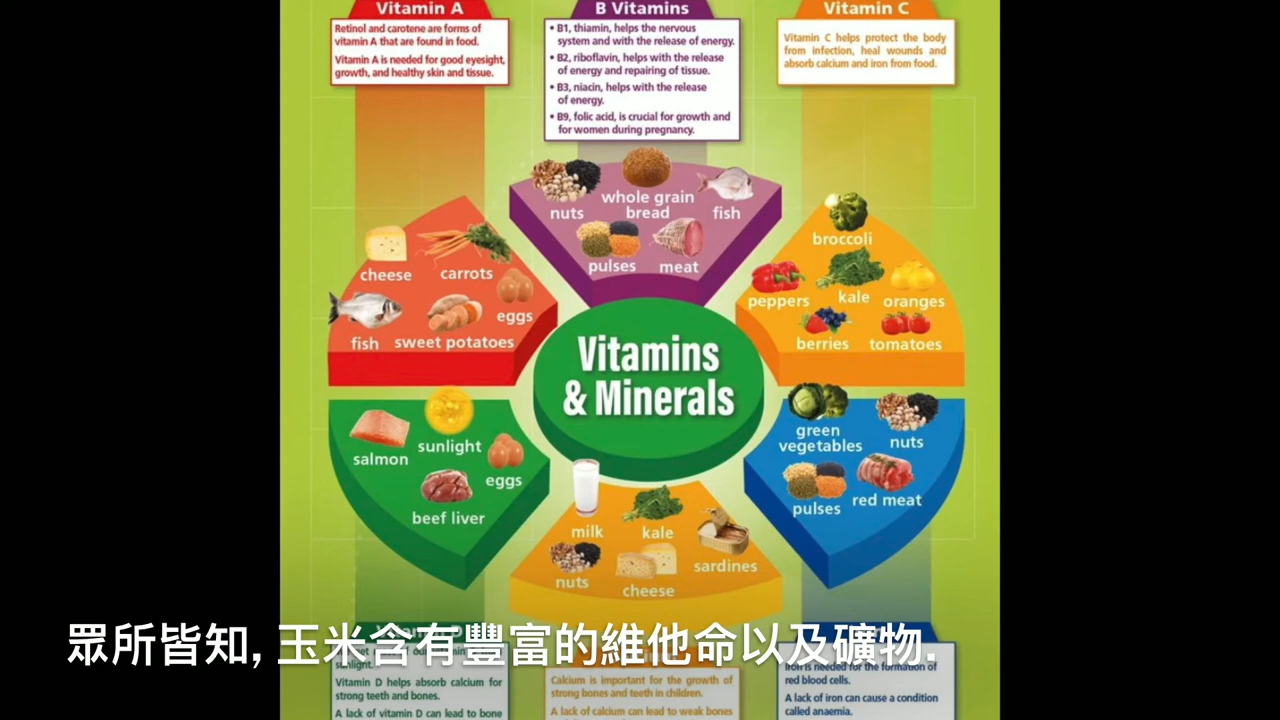 Vitamin A
Retinol and carotene are forms of
vitamin A that are found in food.
Vitamin A is needed for good eyesight,
growth, and healthy skin and tissue.
B Vitamins
• B1, thiamin, helps the nervous
system and with the release of energy.
• B2, riboflavin, helps with the release
of energy and repairing of tissue.
• B3, niacin, helps with the release
of energy.
• B9, folic acid, is crucial for growth and
for women during pregnancy.
Vitamin C
Vitamin C helps protect the body
from infection, heal wounds and
absorb calcium and iron from food.
nuts
whole grain
bread
fish
pulses
meat
cheese
carrots
eggs
fish
sweet potatoes
broccoli
peppers
kale
oranges
berries
tomatoes
Vitamins
& Minerals
salmon
sunlight
eggs
beef liver
milk
kale
sardines
nuts
cheese
green
vegetables
nuts
pulses
red meat
眾所皆知, 玉米含有豐富的維他命以及礦物.
sunlight.
Vitamin D helps absorb calcium for
strong teeth and bones.
A lack of vitamin D can lead to bone
Calcium is important for the growth of
strong bones and teeth in children.
A lack of calcium can lead to weak bones
Iron is needed for the formation of
red blood cells.
A lack of iron can cause a condition
called anaemia.